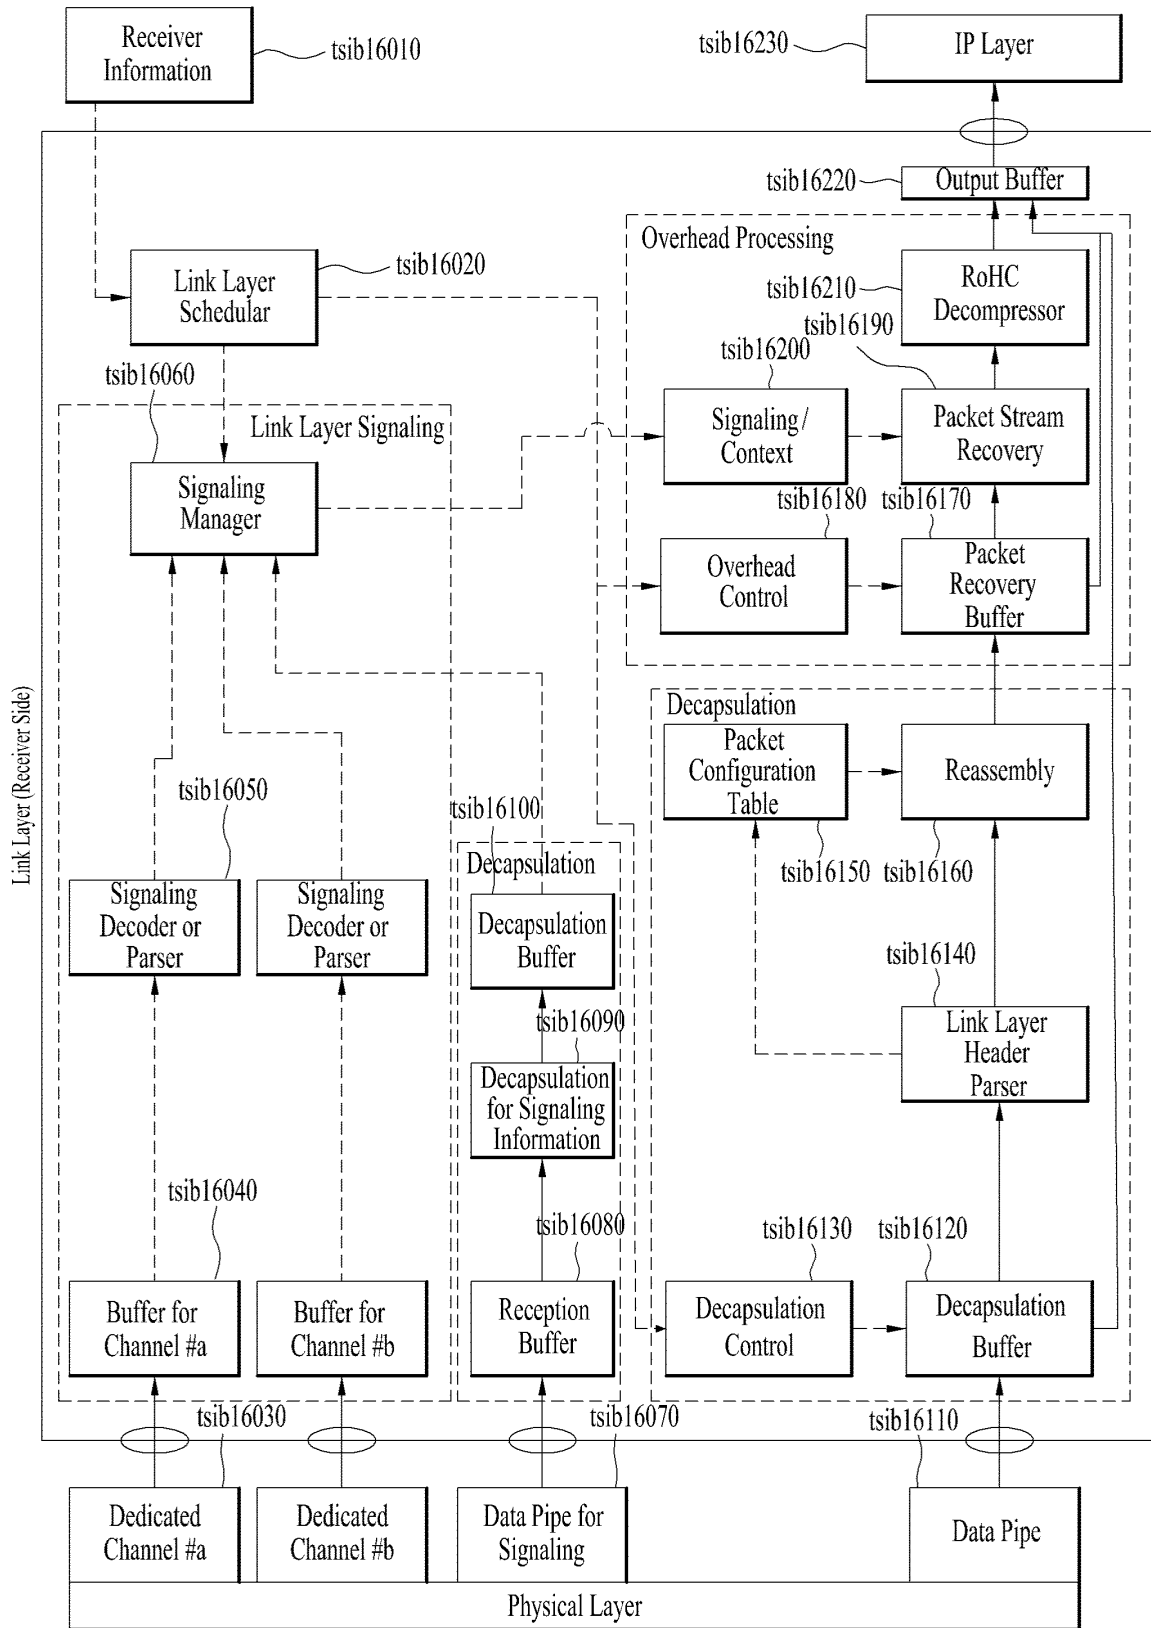 Receiver
Information
tsib16010
tsib16230
IP Layer
tsib16220
Output Buffer
Overhead Processing
Link Layer
Schedular
tsib16020
tsib16210
RoHC
Decompressor
tsib16190
tsib16200
tsib16060
Link Layer Signaling
Signaling /
Context
Packet Stream
Recovery
Signaling
Manager
tsib16180
tsib16170
Overhead
Control
Packet
Recovery
Buffer
Link Layer (Receiver Side)
Decapsulation
Packet
Configuration
Table
Reassembly
tsib16050
tsib16100
tsib16150
tsib16160
Decapsulation
Signaling
Decoder or
Parser
Signaling
Decoder or
Parser
Decapsulation
Buffer
tsib16140
tsib16090
Link Layer
Header
Parser
Decapsulation
for Signaling
Information
tsib16040
tsib16080
tsib16130
tsib16120
Buffer for
Channel #a
Buffer for
Channel #b
Reception
Buffer
Decapsulation
Control
Decapsulation
Buffer
tsib16030
tsib16070
tsib16110
Dedicated
Channel #a
Dedicated
Channel #b
Data Pipe for
Signaling
Data Pipe
Physical Layer